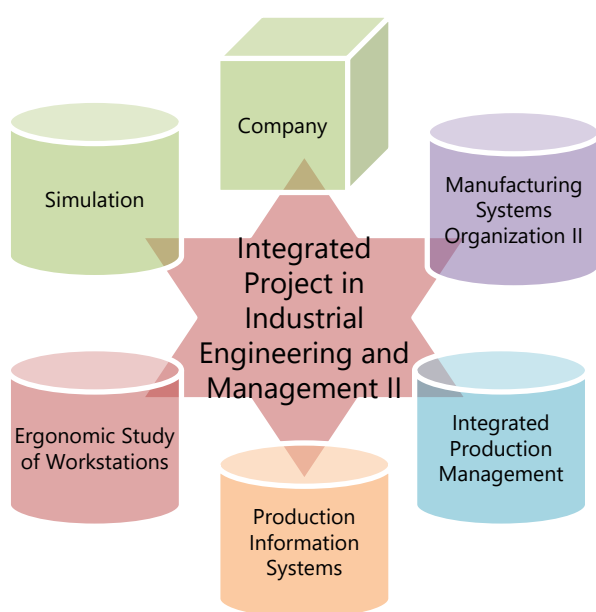 Company
Simulation
Manufacturing
Systems
Organization II
Integrated
Project in
Industrial
Engineering and
Management II
Ergonomic Study
of Workstations
Integrated
Production
Management
Production
Information
Systems